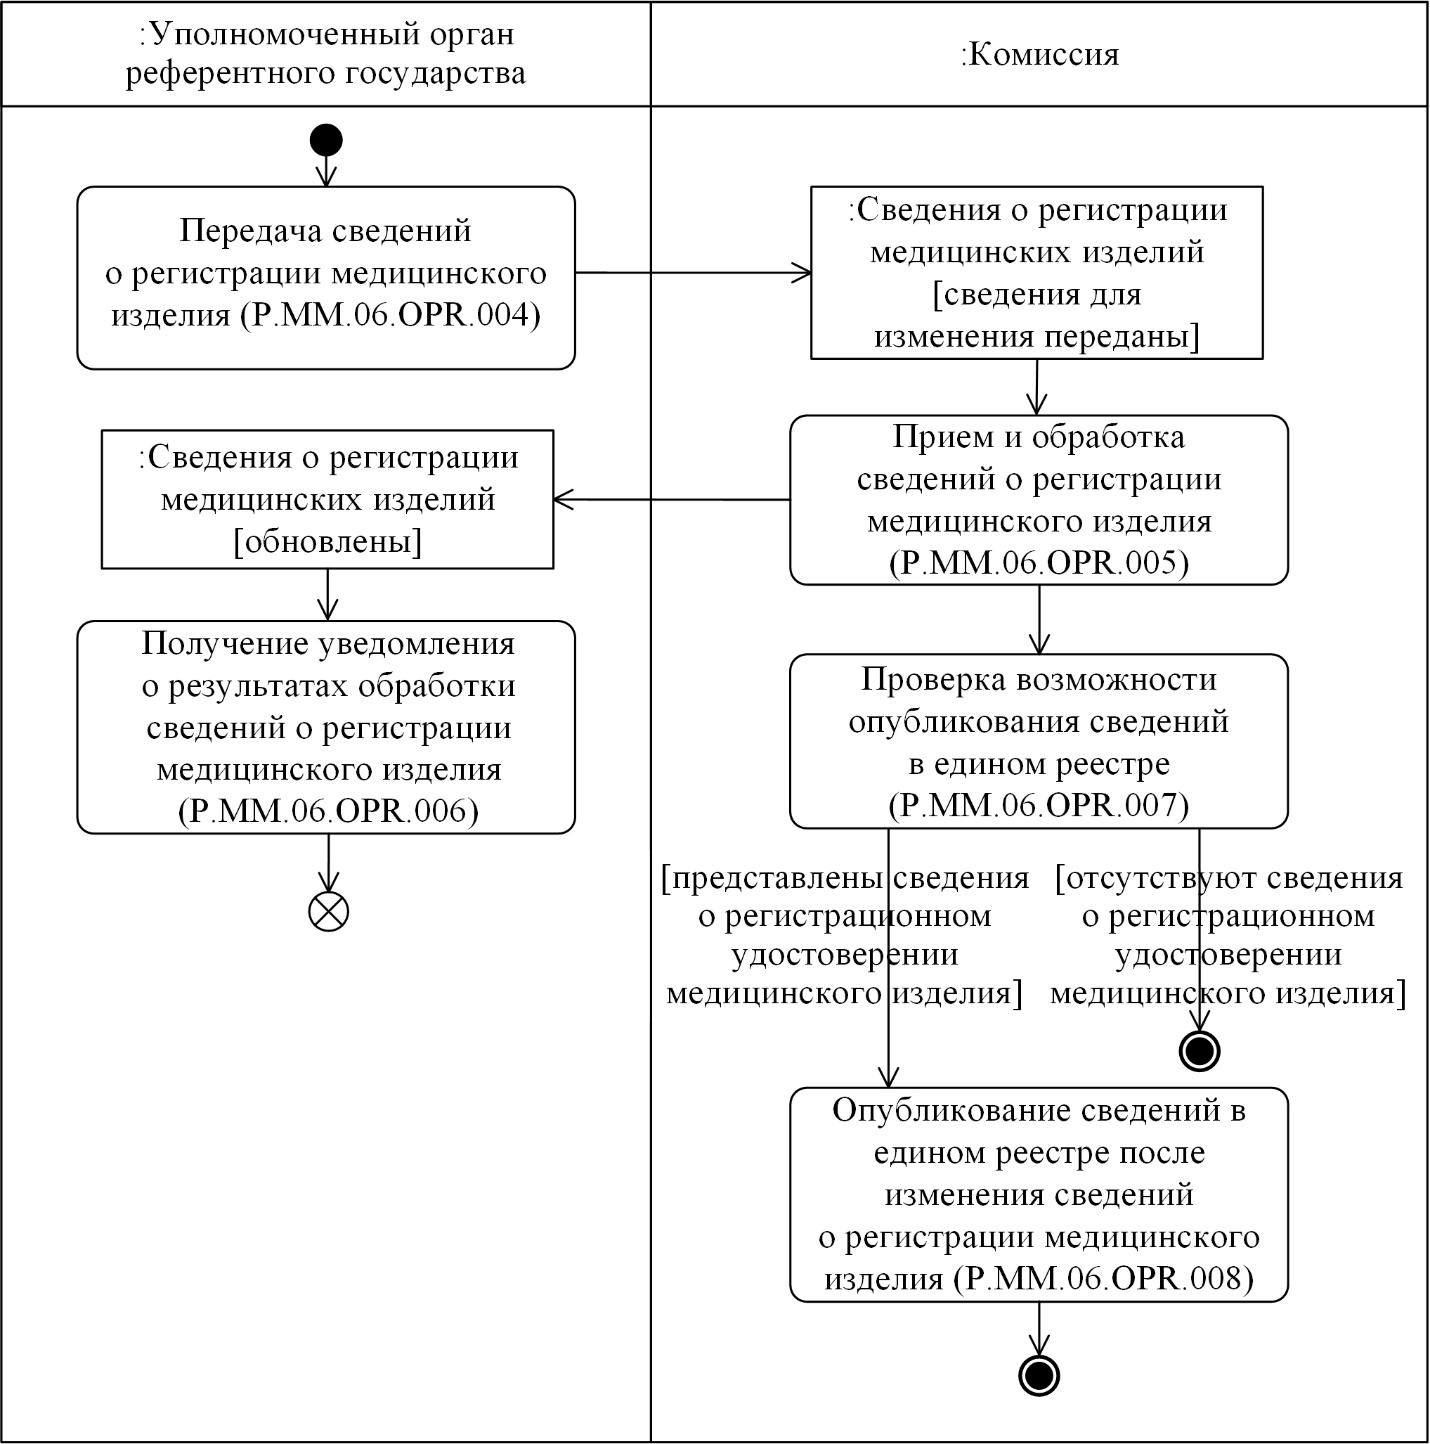 :Уполномоченный орган
референтного государства
:Комиссия
Передача сведений
о регистрации медицинского
изделия (P.MM.06.OPR.004)
:Сведения о регистрации
медицинских изделий
[сведения для
изменения переданы]
Прием и обработка
сведений о регистрации
медицинского изделия
(P.MM.06.OPR.005)
:Сведения о регистрации
медицинских изделий
[обновлены]
Получение уведомления
о результатах обработки
сведений о регистрации
медицинского изделия
(P.MM.06.OPR.006)
Проверка возможности
опубликования сведений
в едином реестре
(P.MM.06.OPR.007)
[представлены сведения
о регистрационном
удостоверении
медицинского изделия]
[отсутствуют сведения
о регистрационном
удостоверении
медицинского изделия]
Опубликование сведений в
едином реестре после
изменения сведений
о регистрации медицинского
изделия (P.MM.06.OPR.008)